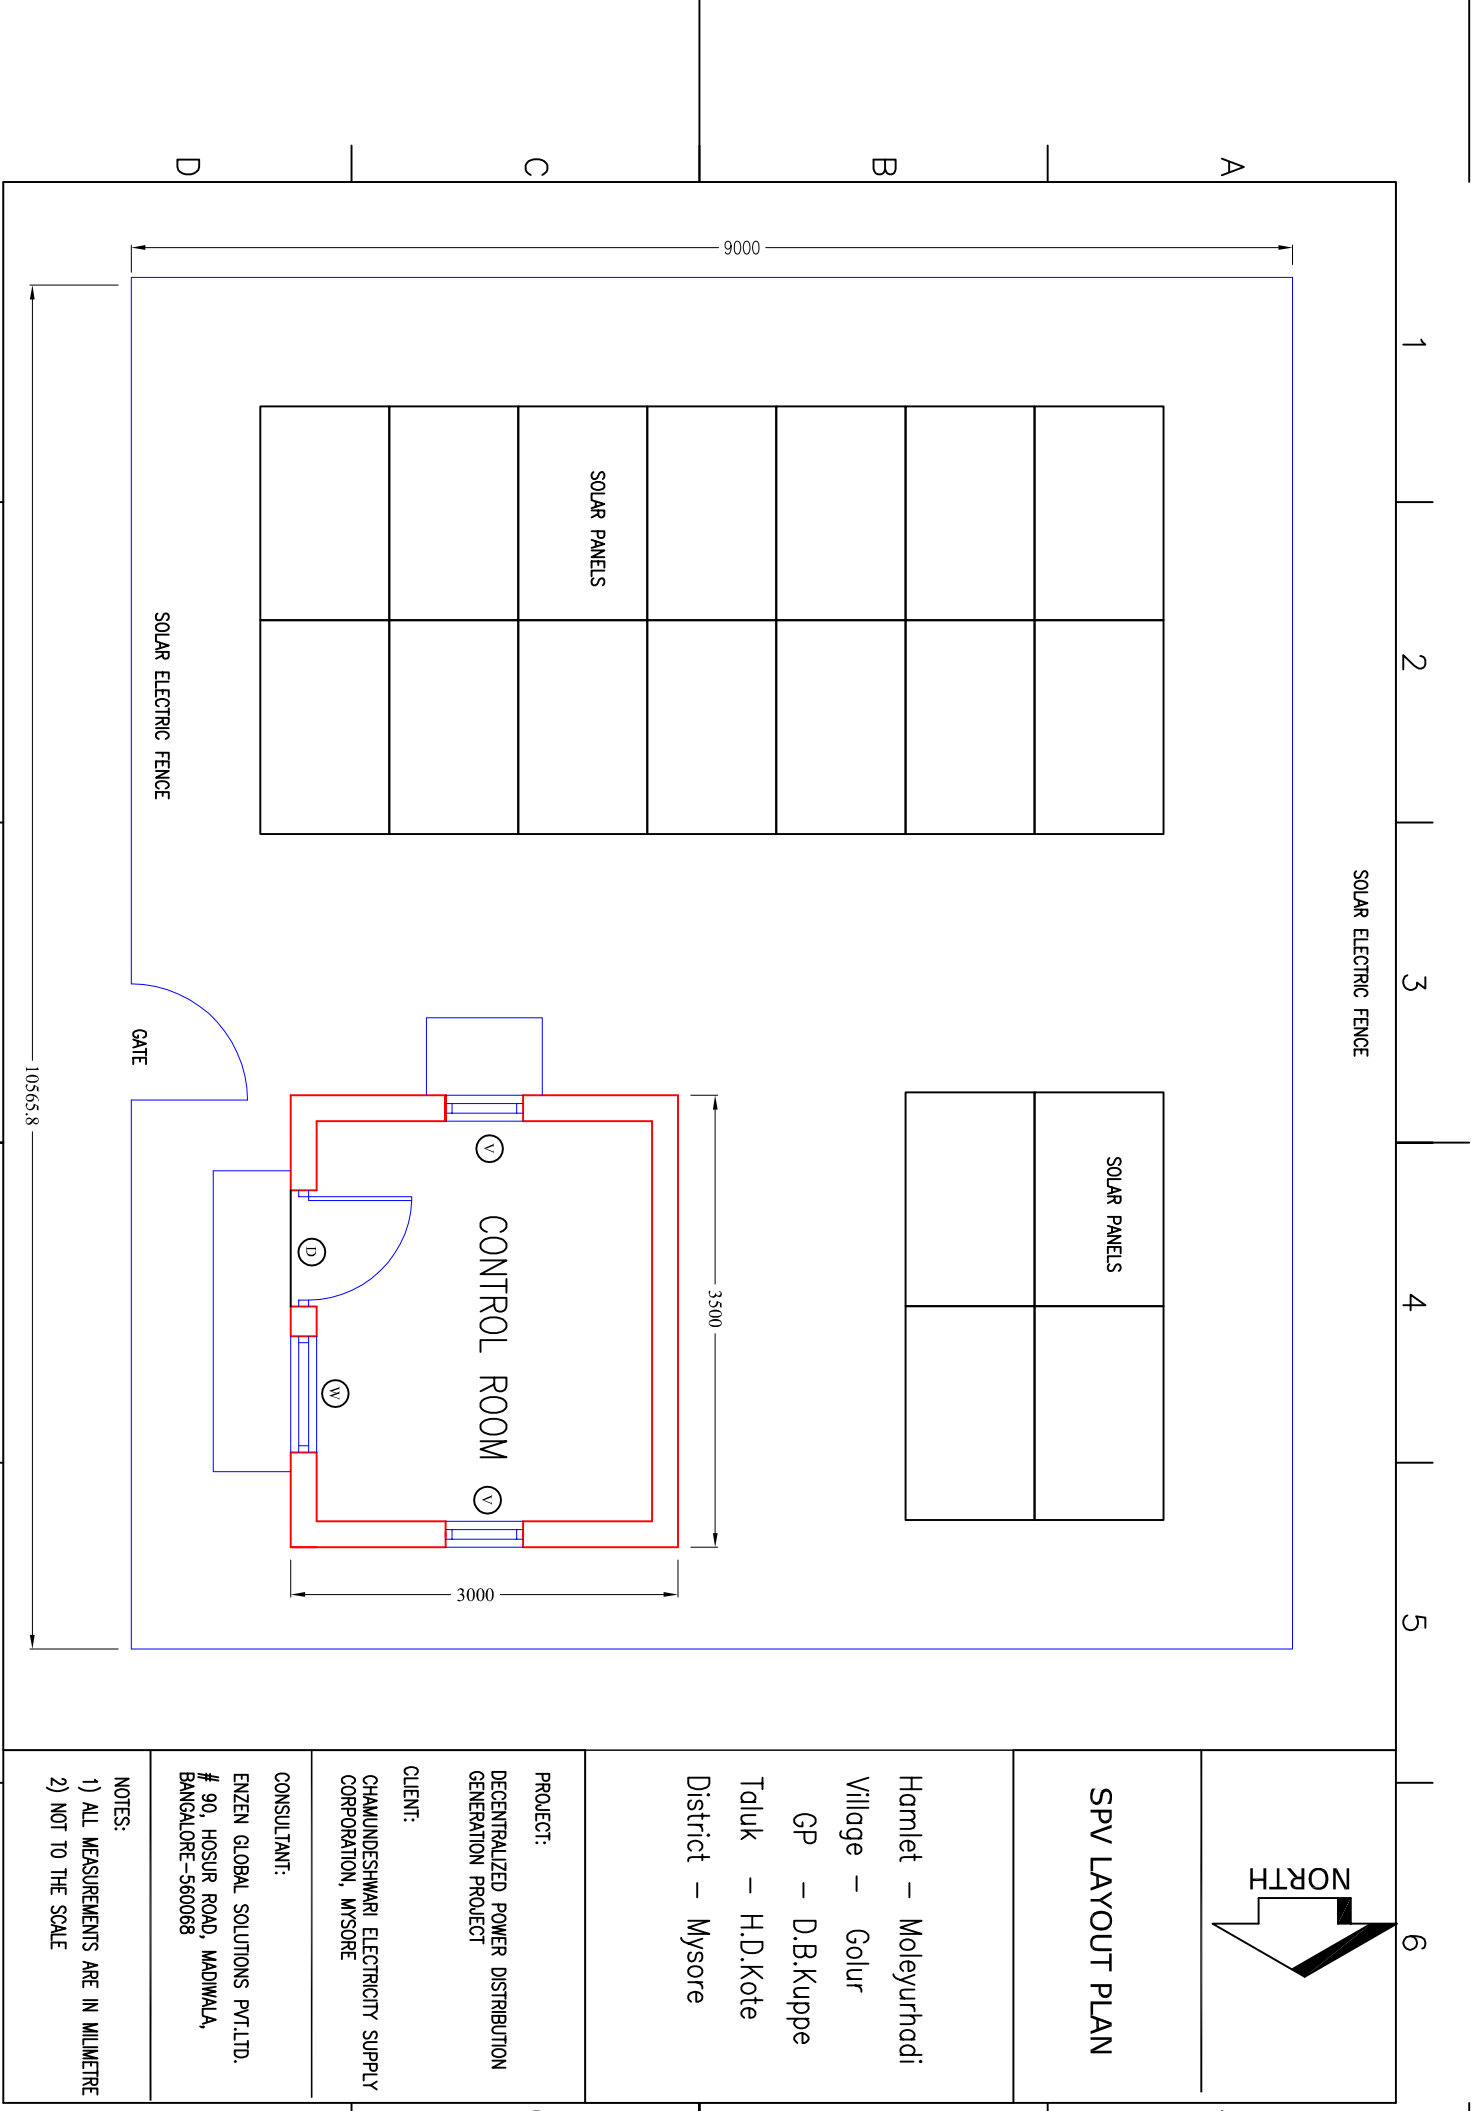 1
2
3
4
5
6
A
B
C
D
SOLAR ELECTRIC FENCE
SOLAR PANELS
SOLAR PANELS
9000
3500
3000
CONTROL ROOM
V
V
D
W
SOLAR ELECTRIC FENCE
GATE
10565.8
NORTH
SPV LAYOUT PLAN
Hamlet – Moleyurhadi
Village – Golur
GP – D.B.Kuppe
Taluk – H.D.Kote
District – Mysore
PROJECT:
DECENTRALIZED POWER DISTRIBUTION
GENERATION PROJECT
CLIENT:
CHAMUNDESHWARI ELECTRICITY SUPPLY
CORPORATION, MYSORE
CONSULTANT:
ENZEN GLOBAL SOLUTIONS PVT.LTD.
# 90, HOSUR ROAD, MADIWALA,
BANGALORE-560068
NOTES:
1) ALL MEASUREMENTS ARE IN MILIMETRE
2) NOT TO THE SCALE